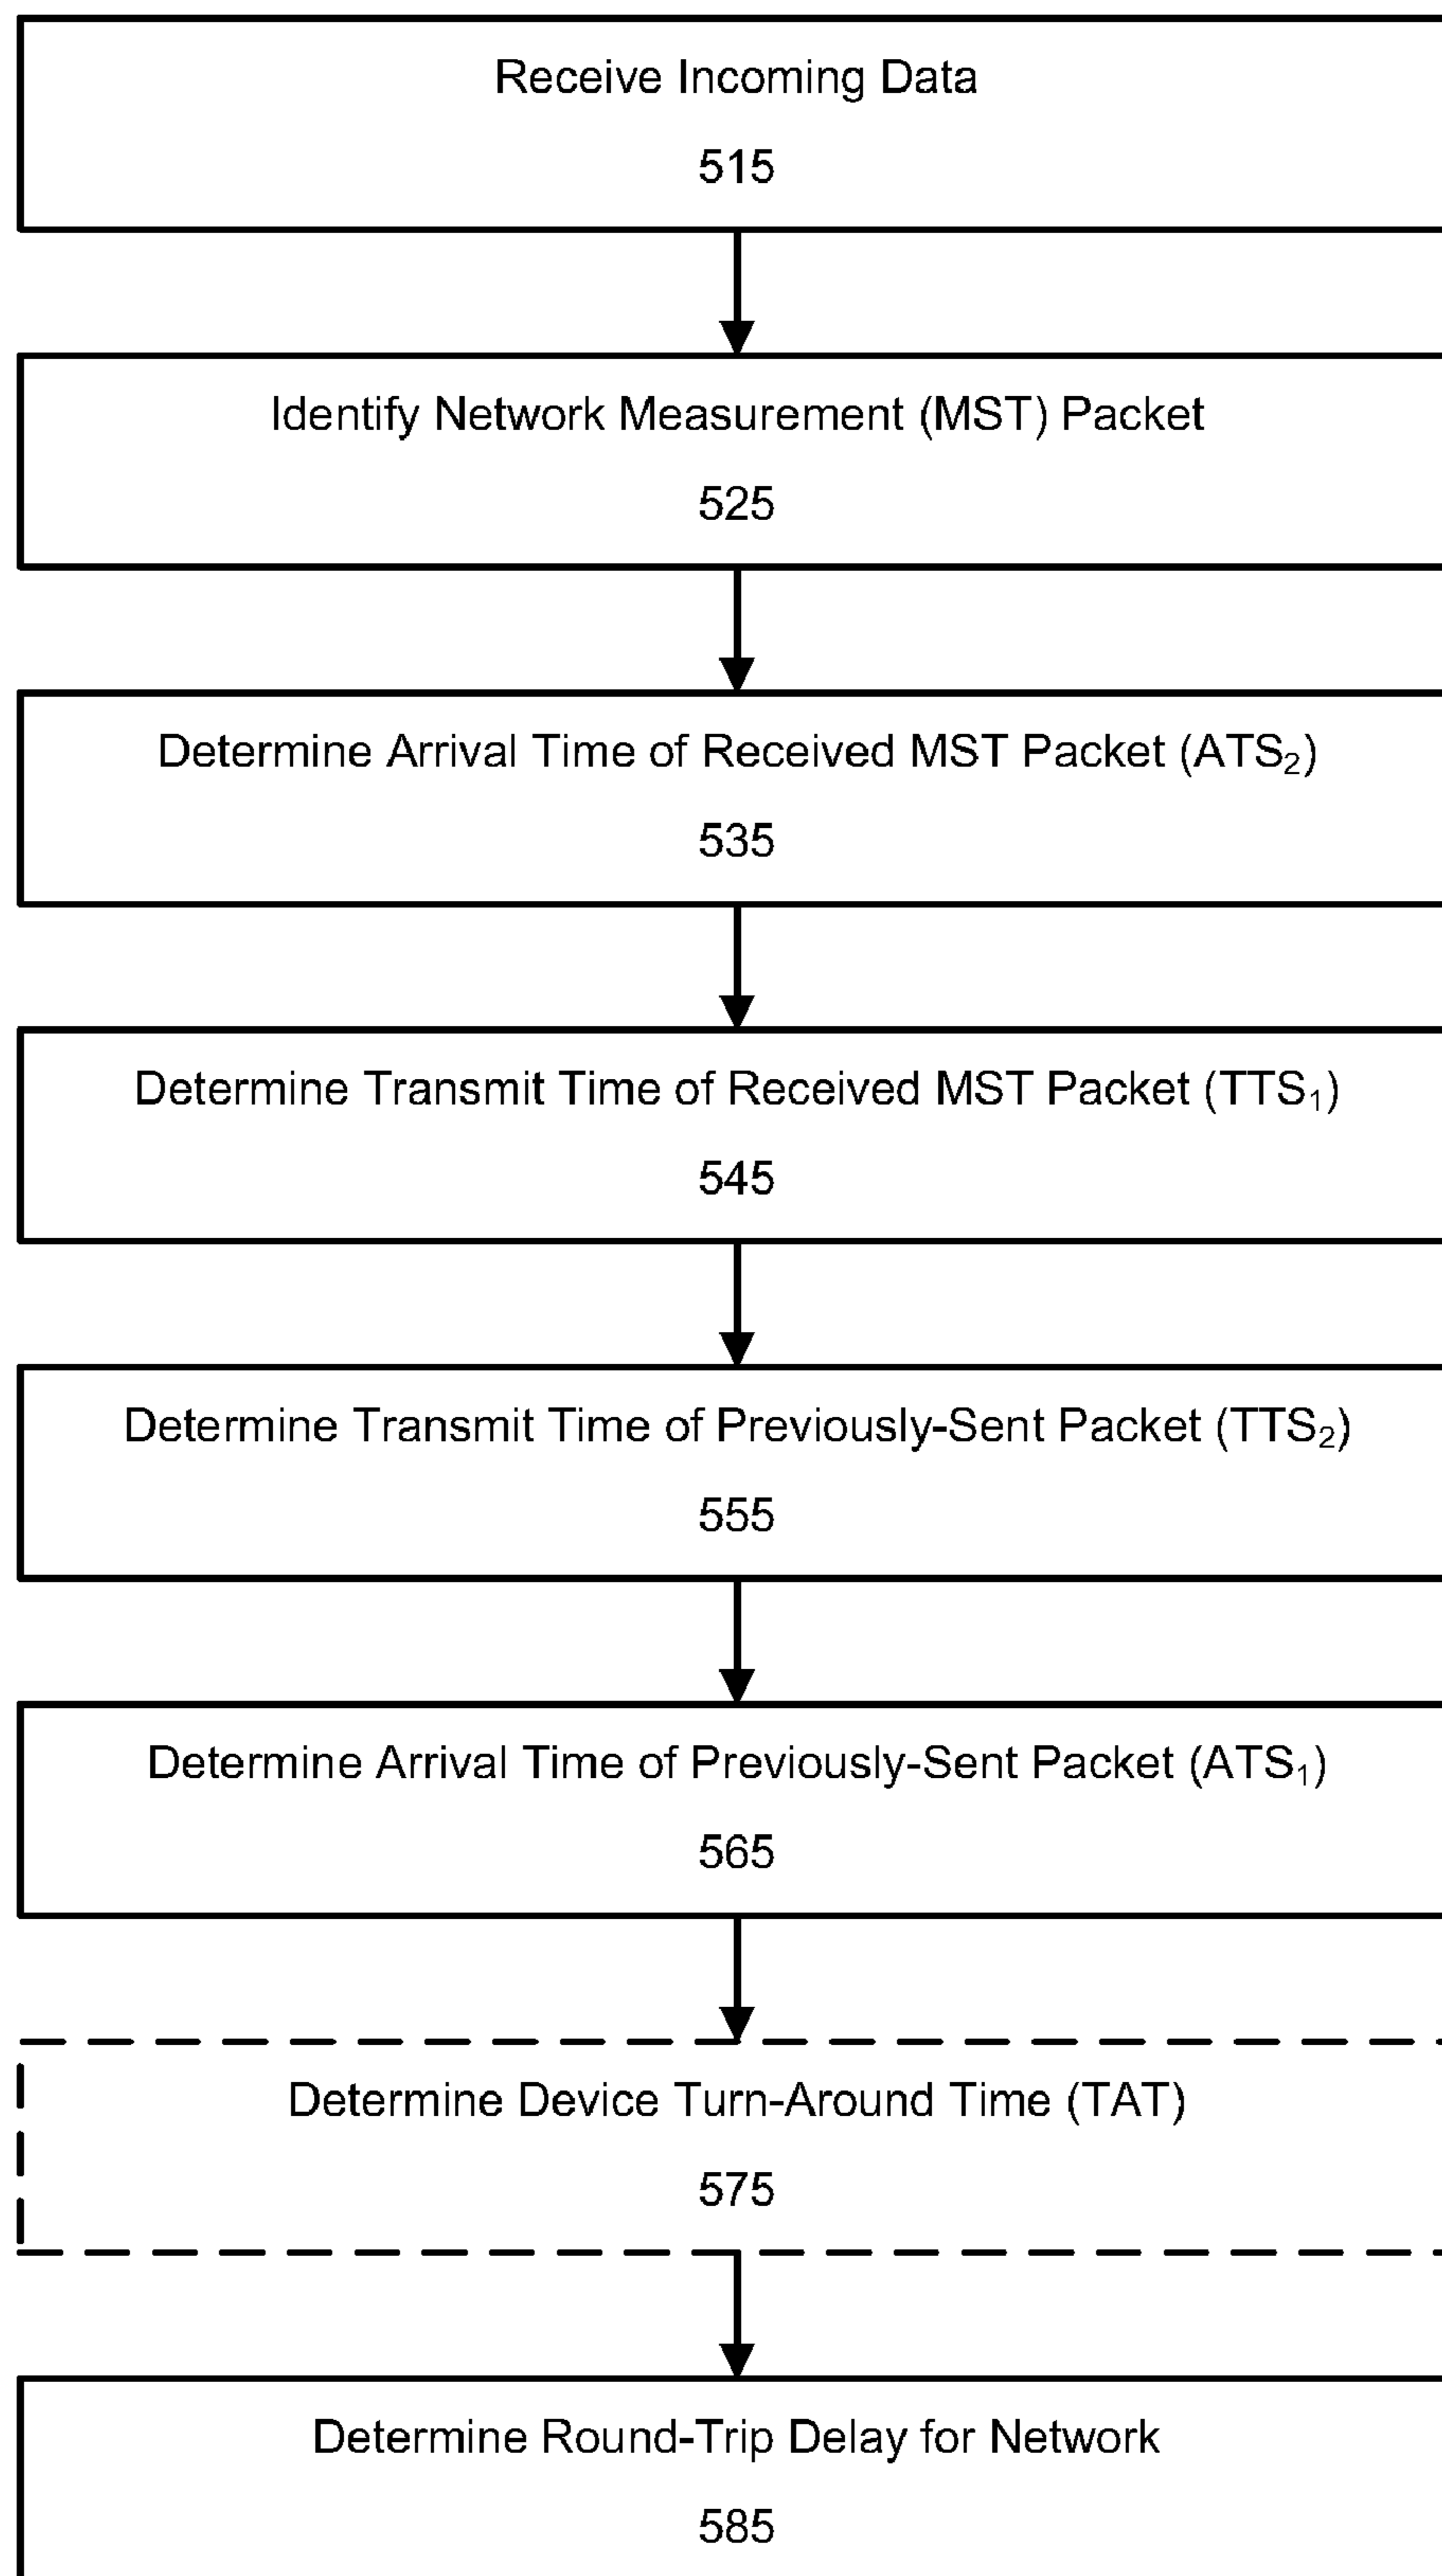 Receive Incoming Data
515
Identify Network Measurement (MST) Packet
525
Determine Arrival Time of Received MST Packet (ATS₂)
535
Determine Transmit Time of Received MST Packet (TTS₁)
545
Determine Transmit Time of Previously-Sent Packet (TTS₂)
555
Determine Arrival Time of Previously-Sent Packet (ATS₁)
565
Determine Device Turn-Around Time (TAT)
575
Determine Round-Trip Delay for Network
585